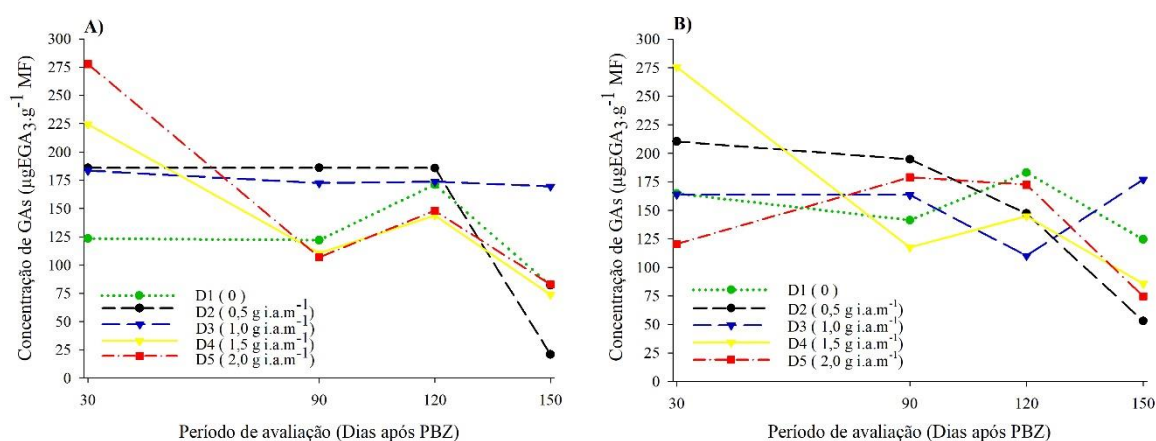 A)
Concentração de GAs (µgEGA3.g-1 MF)
300
275
250
225
200
175
150
125
100
75
50
25
0
D1 ( 0 )
D2 ( 0,5 g i.a.m-1)
D3 ( 1,0 g i.a.m-1)
D4 ( 1,5 g i.a.m-1)
D5 ( 2,0 g i.a.m-1)
30 90 120 150
Período de avaliação (Dias após PBZ)
B)
Concentração de GAs (µgEGA3.g-1 MF)
300
275
250
225
200
175
150
125
100
75
50
25
0
D1 ( 0 )
D2 ( 0,5 g i.a.m-1)
D3 ( 1,0 g i.a.m-1)
D4 ( 1,5 g i.a.m-1)
D5 ( 2,0 g i.a.m-1)
30 90 120 150
Período de avaliação (Dias após PBZ)